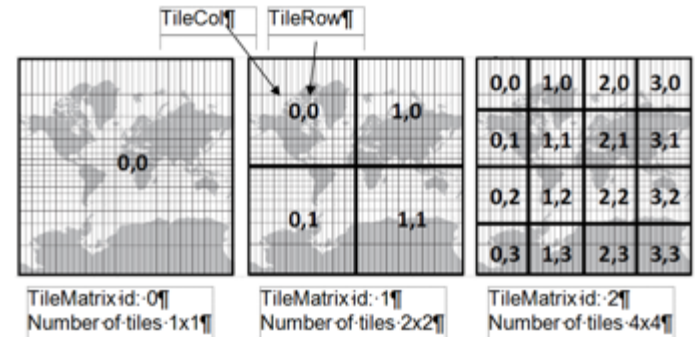 TileCol¶ TileRow¶
0,0
0,0 1,0
0,1 1,1
0,0 1,0 2,0 3,0
0,1 1,1 2,1 3,1
0,2 1,2 2,2 3,2
0,3 1,3 2,3 3,3
TileMatrix·id:·0¶
Number·of·tiles·1x1¶
TileMatrix·id:·1¶
Number·of·tiles·2x2¶
TileMatrix·id:·2¶
Number·of·tiles·4x4¶